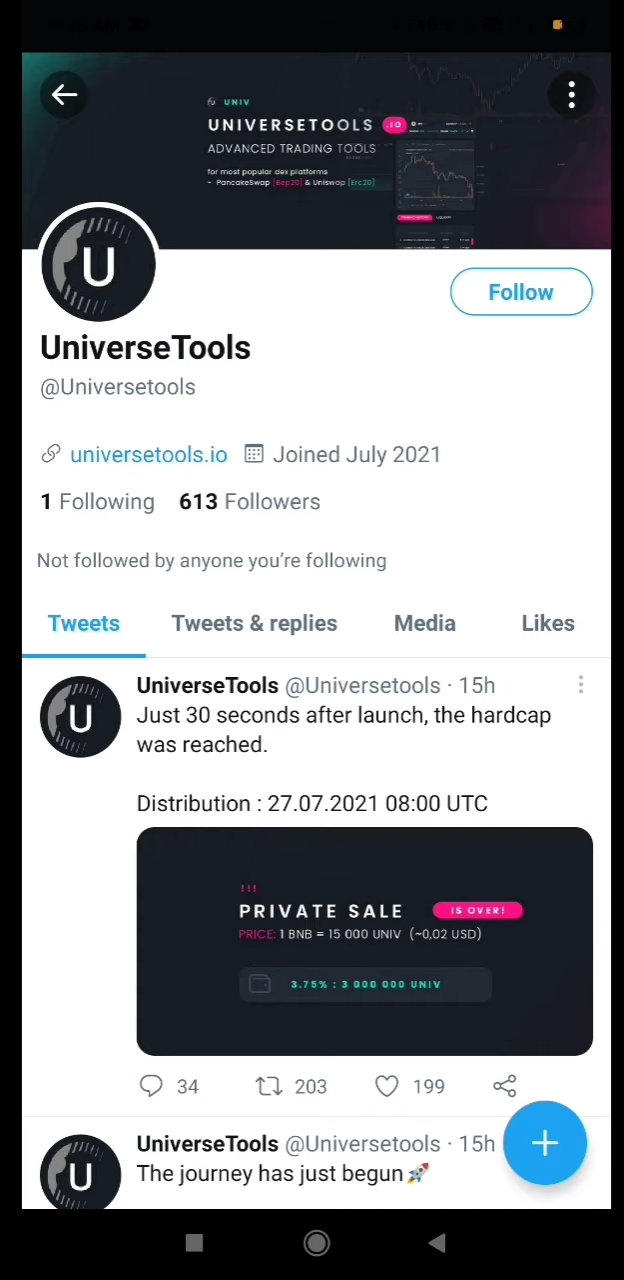 UNIV
UNIVERSETOOLS .IO
ADVANCED TRADING TOOLS
for most popular dex platforms
- PancakeSwap [Bep20] & Uniswap [Erc20]
U
Follow
UniverseTools
@Universetools
universetools.io Joined July 2021
1 Following 613 Followers
Not followed by anyone you're following
Tweets Tweets & replies Media Likes
U
UniverseTools @Universetools · 15h
Just 30 seconds after launch, the hardcap
was reached.
Distribution : 27.07.2021 08:00 UTC
!!!
PRIVATE SALE IS OVER!
PRICE: 1 BNB = 15 000 UNIV (~0,02 USD)
3.75% : 3 000 000 UNIV
34 203 199
UniverseTools @Universetools · 15h
U
The journey has just begun🚀